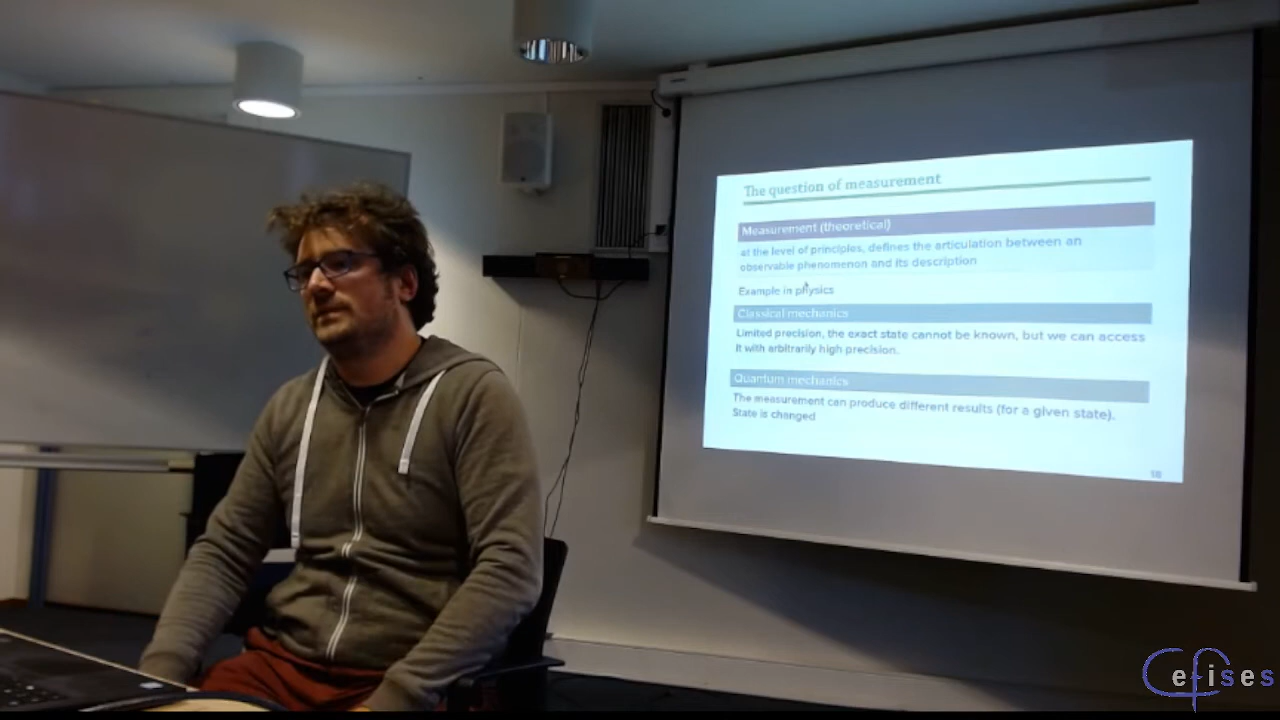 The question of measurement
Measurement (theoretical)
at the level of principles, defines the articulation between an
observable phenomenon and its description
Example in physics
Classical mechanics
Limited precision, the exact state cannot be known, but we can access
it with arbitrarily high precision.
Quantum mechanics
The measurement can produce different results (for a given state).
State is changed
Cefises